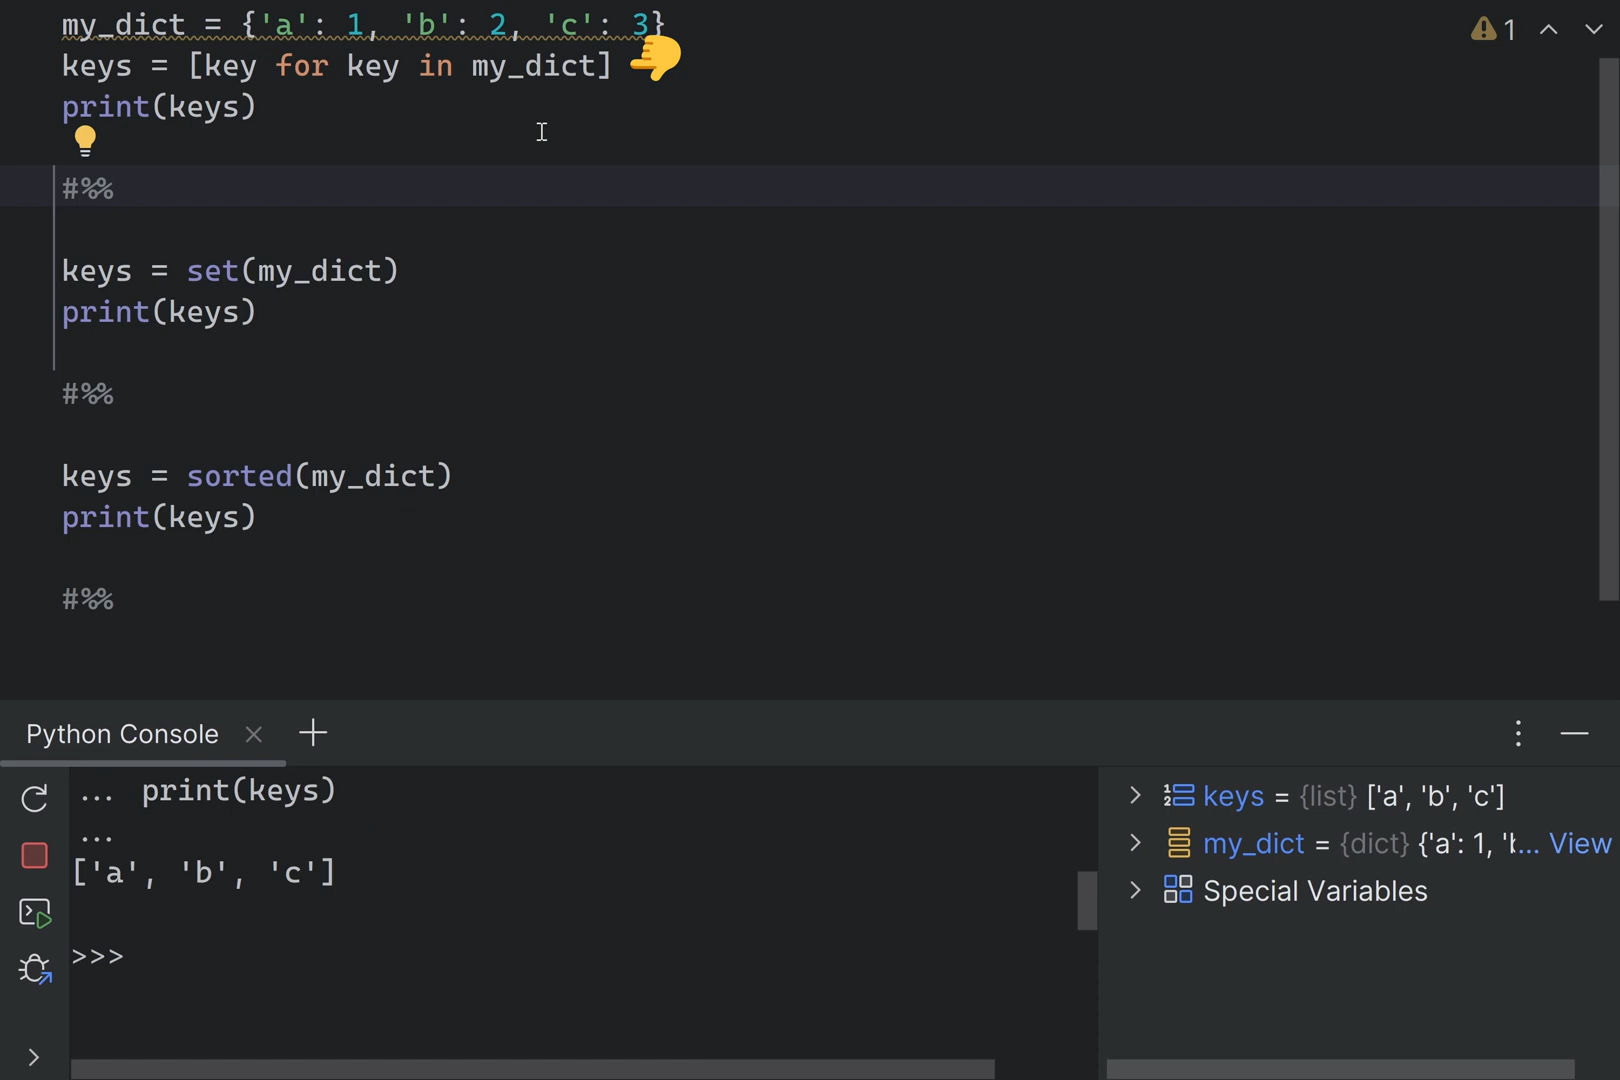 my_dict = {'a': 1, 'b': 2, 'c': 3}
keys = [key for key in my_dict]
print(keys)
#%%
keys = set(my_dict)
print(keys)
#%%
keys = sorted(my_dict)
print(keys)
#%%
1
Python Console
... print(keys)
...
['a', 'b', 'c']
>>>
keys = {list} ['a', 'b', 'c']
my_dict = {dict} {'a': 1, 'b... View
Special Variables